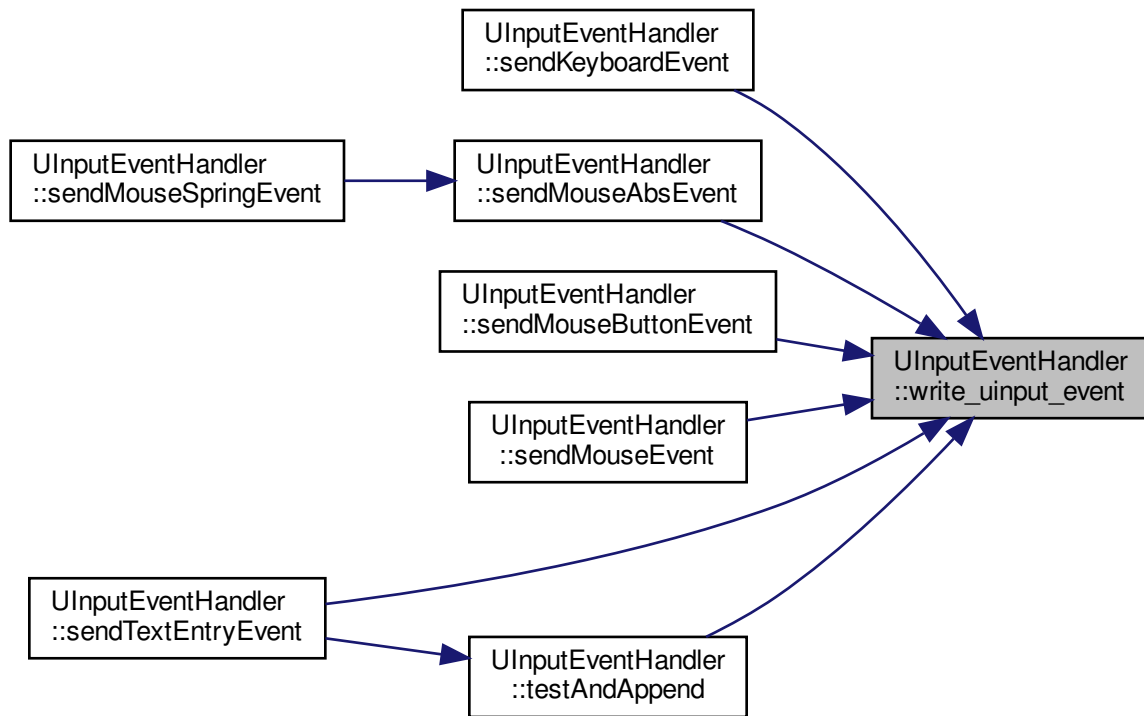 UInputEventHandler
::sendKeyboardEvent
UInputEventHandler
::sendMouseSpringEvent
UInputEventHandler
::sendMouseAbsEvent
UInputEventHandler
::sendMouseButtonEvent
UInputEventHandler
::write_uinput_event
UInputEventHandler
::sendMouseEvent
UInputEventHandler
::sendTextEntryEvent
UInputEventHandler
::testAndAppend